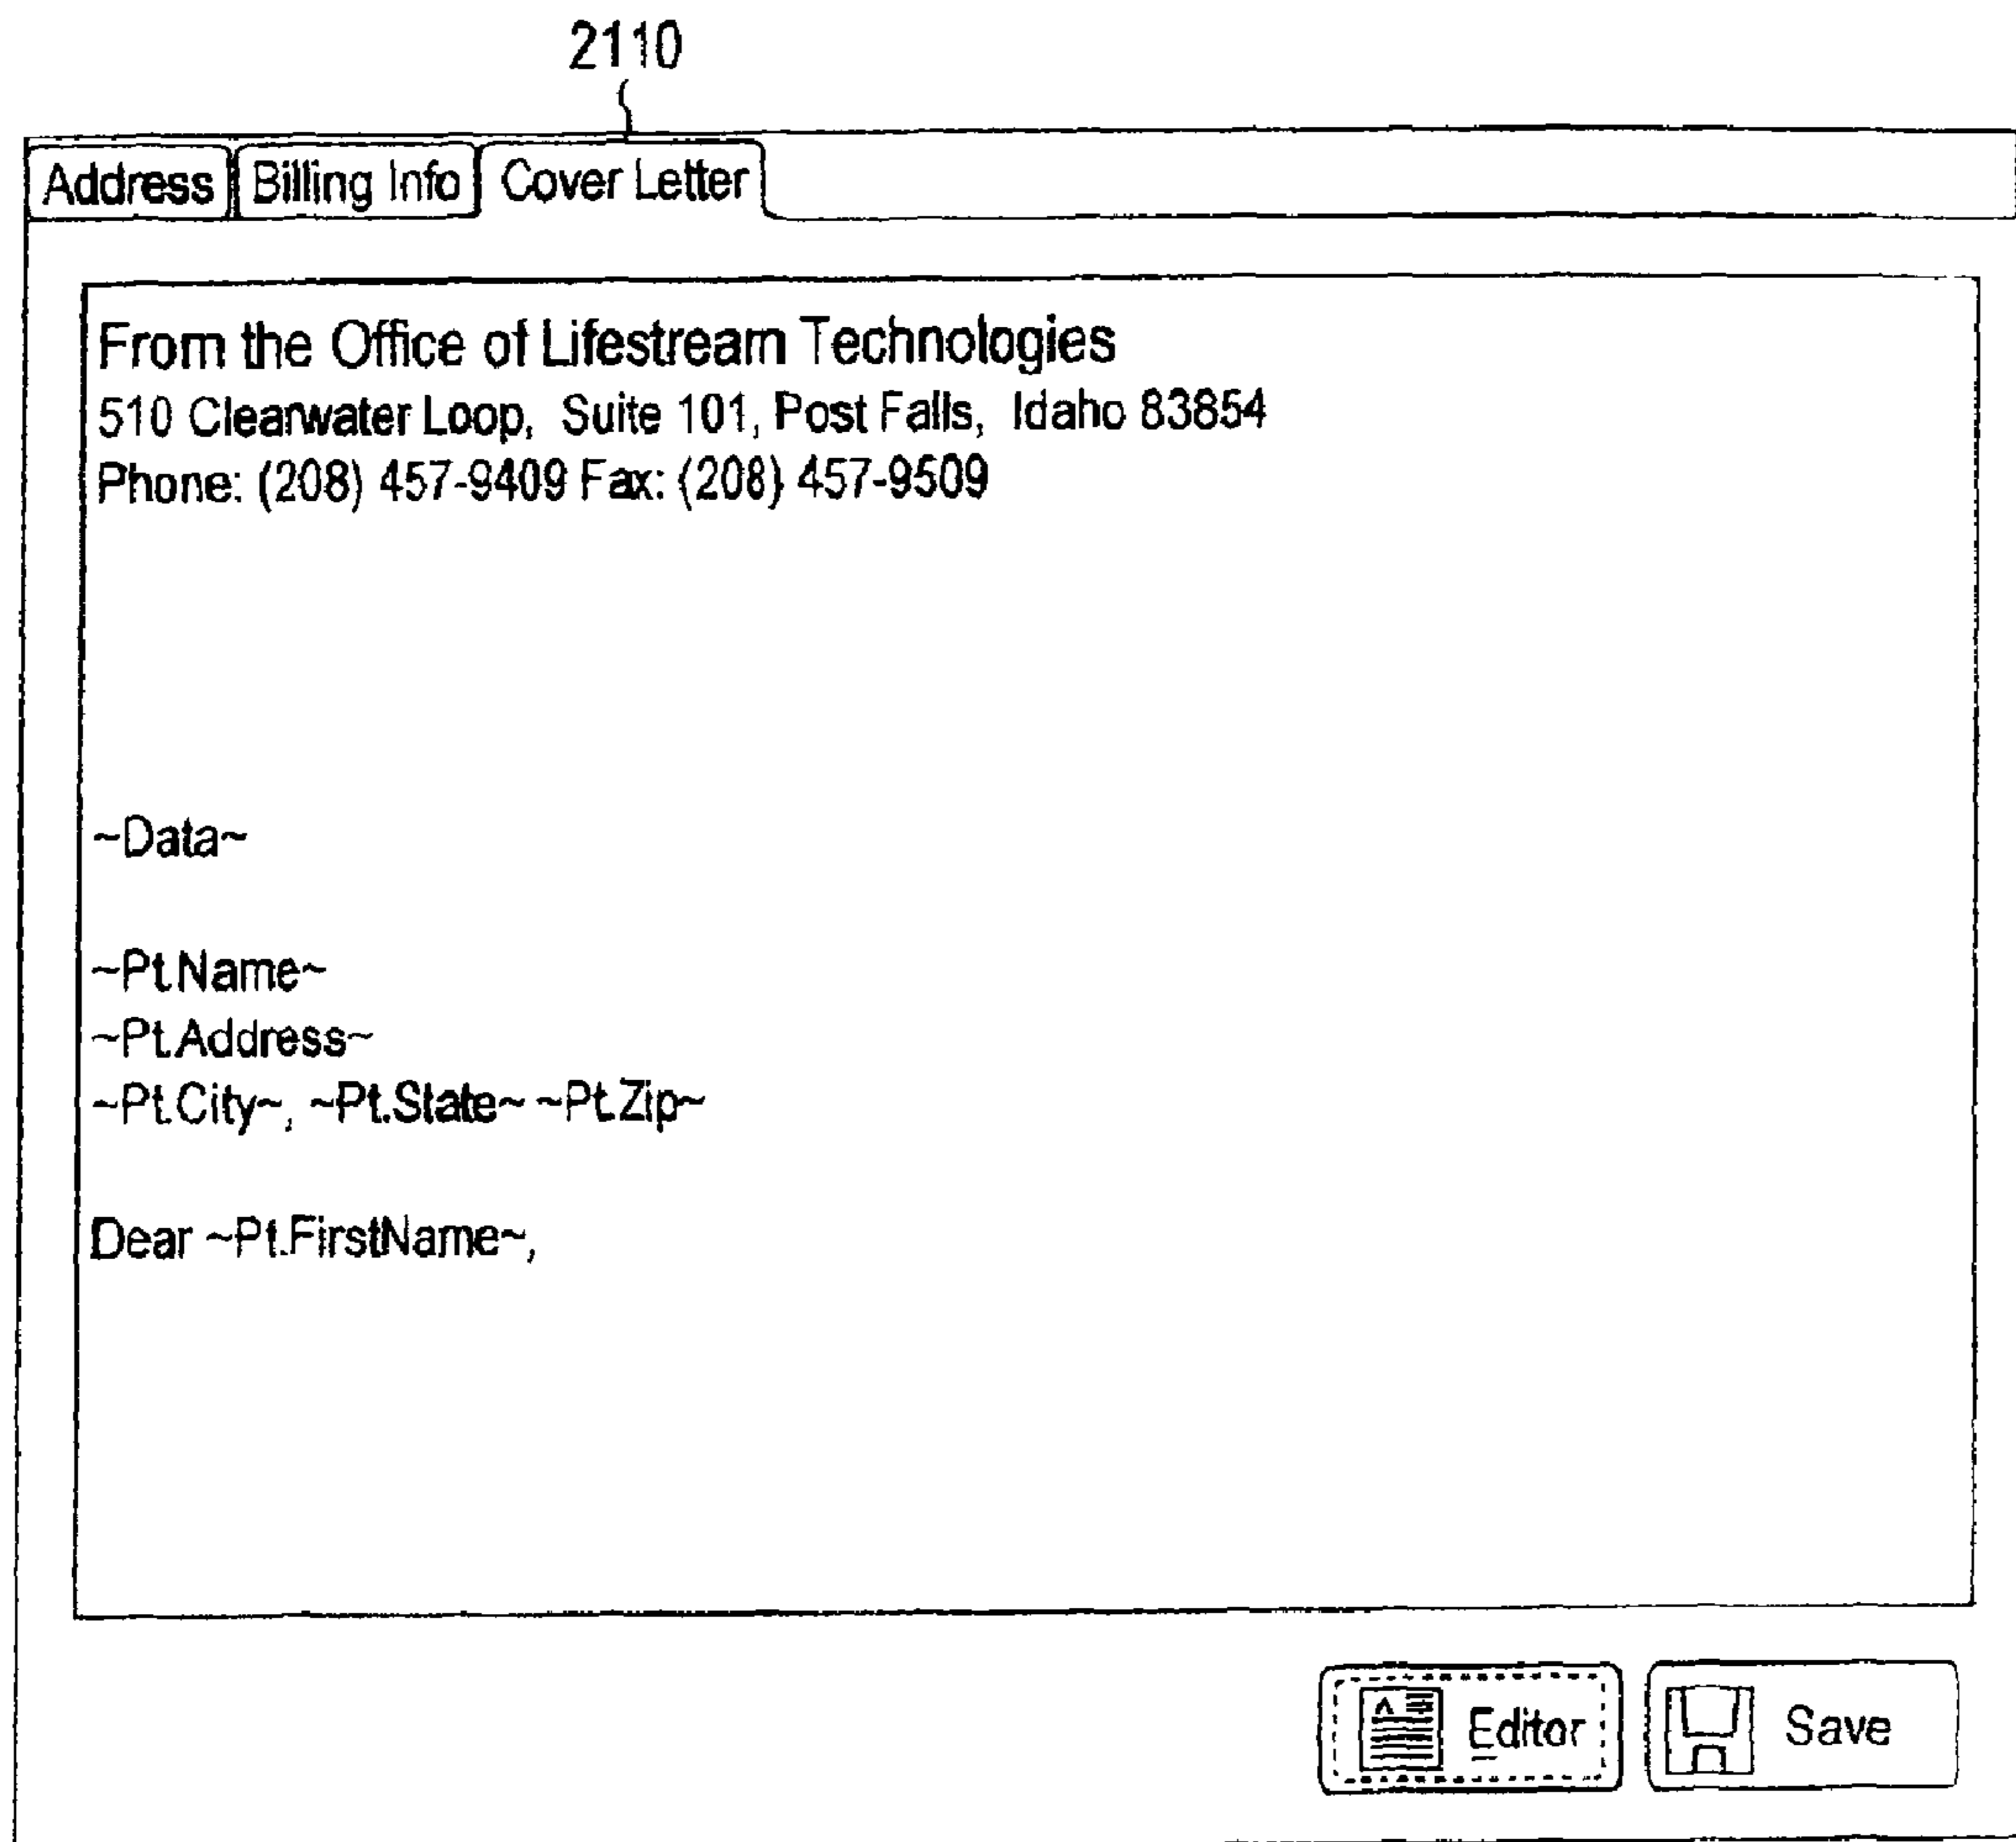 2110
Address Billing Info Cover Letter
From the Office of Lifestream Technologies
510 Clearwater Loop, Suite 101, Post Falls, Idaho 83854
Phone: (208) 457-9409 Fax: (208) 457-9509
~Data~
~Pt.Name~
~Pt.Address~
~Pt.City~, ~Pt.State~ ~Pt.Zip~
Dear ~Pt.FirstName~,
Editor Save